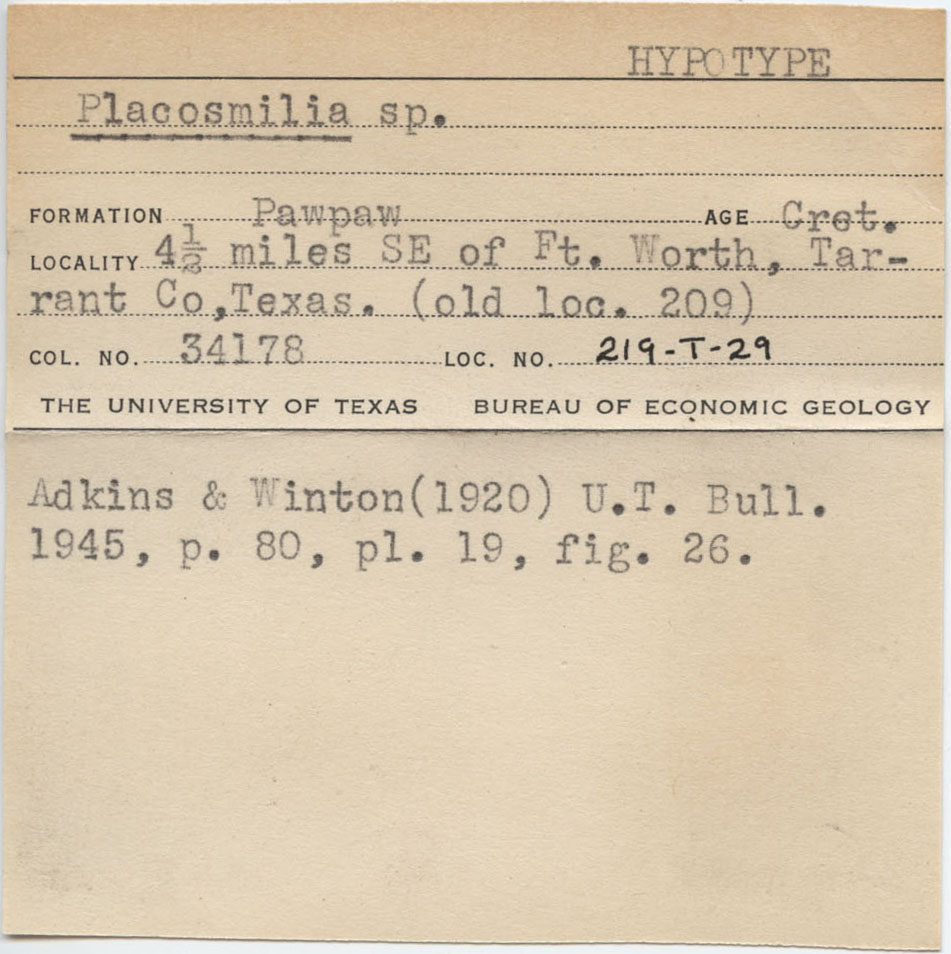 HYPOTYPE
Placosmilia sp.
FORMATION Pawpaw AGE Cret.
LOCALITY 4½ miles SE of Ft. Worth, Tar-
rant Co,Texas. (old loc. 209)
COL. NO. 34178 LOC. NO. 219-T-29
THE UNIVERSITY OF TEXAS BUREAU OF ECONOMIC GEOLOGY
Adkins & Winton(1920) U.T. Bull.
1945, p. 80, pl. 19, fig. 26.